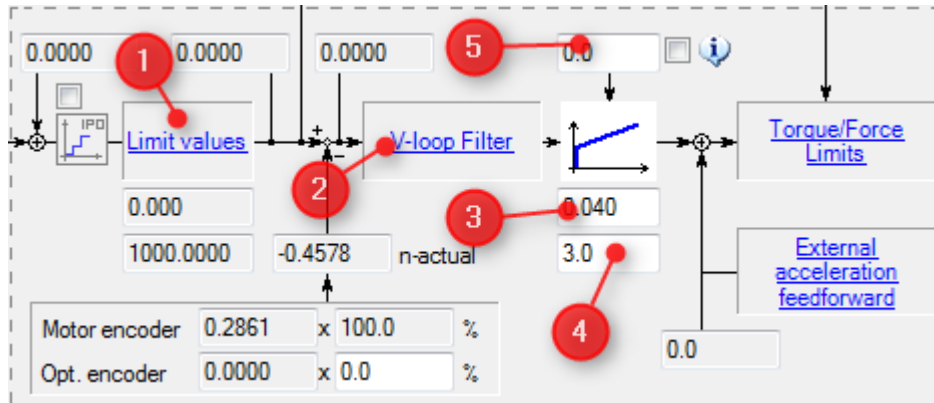 0.0000
0.0000
0.0000
5
0.0
i
1
IPO
Limit values
+
-
2
V-loop Filter
Torque/Force
Limits
0.000
3
0.040
1000.0000
-0.4578
n-actual
3.0
4
External
acceleration
feedforward
Motor encoder 0.2861 x 100.0 %
Opt. encoder 0.0000 x 0.0 %
0.0